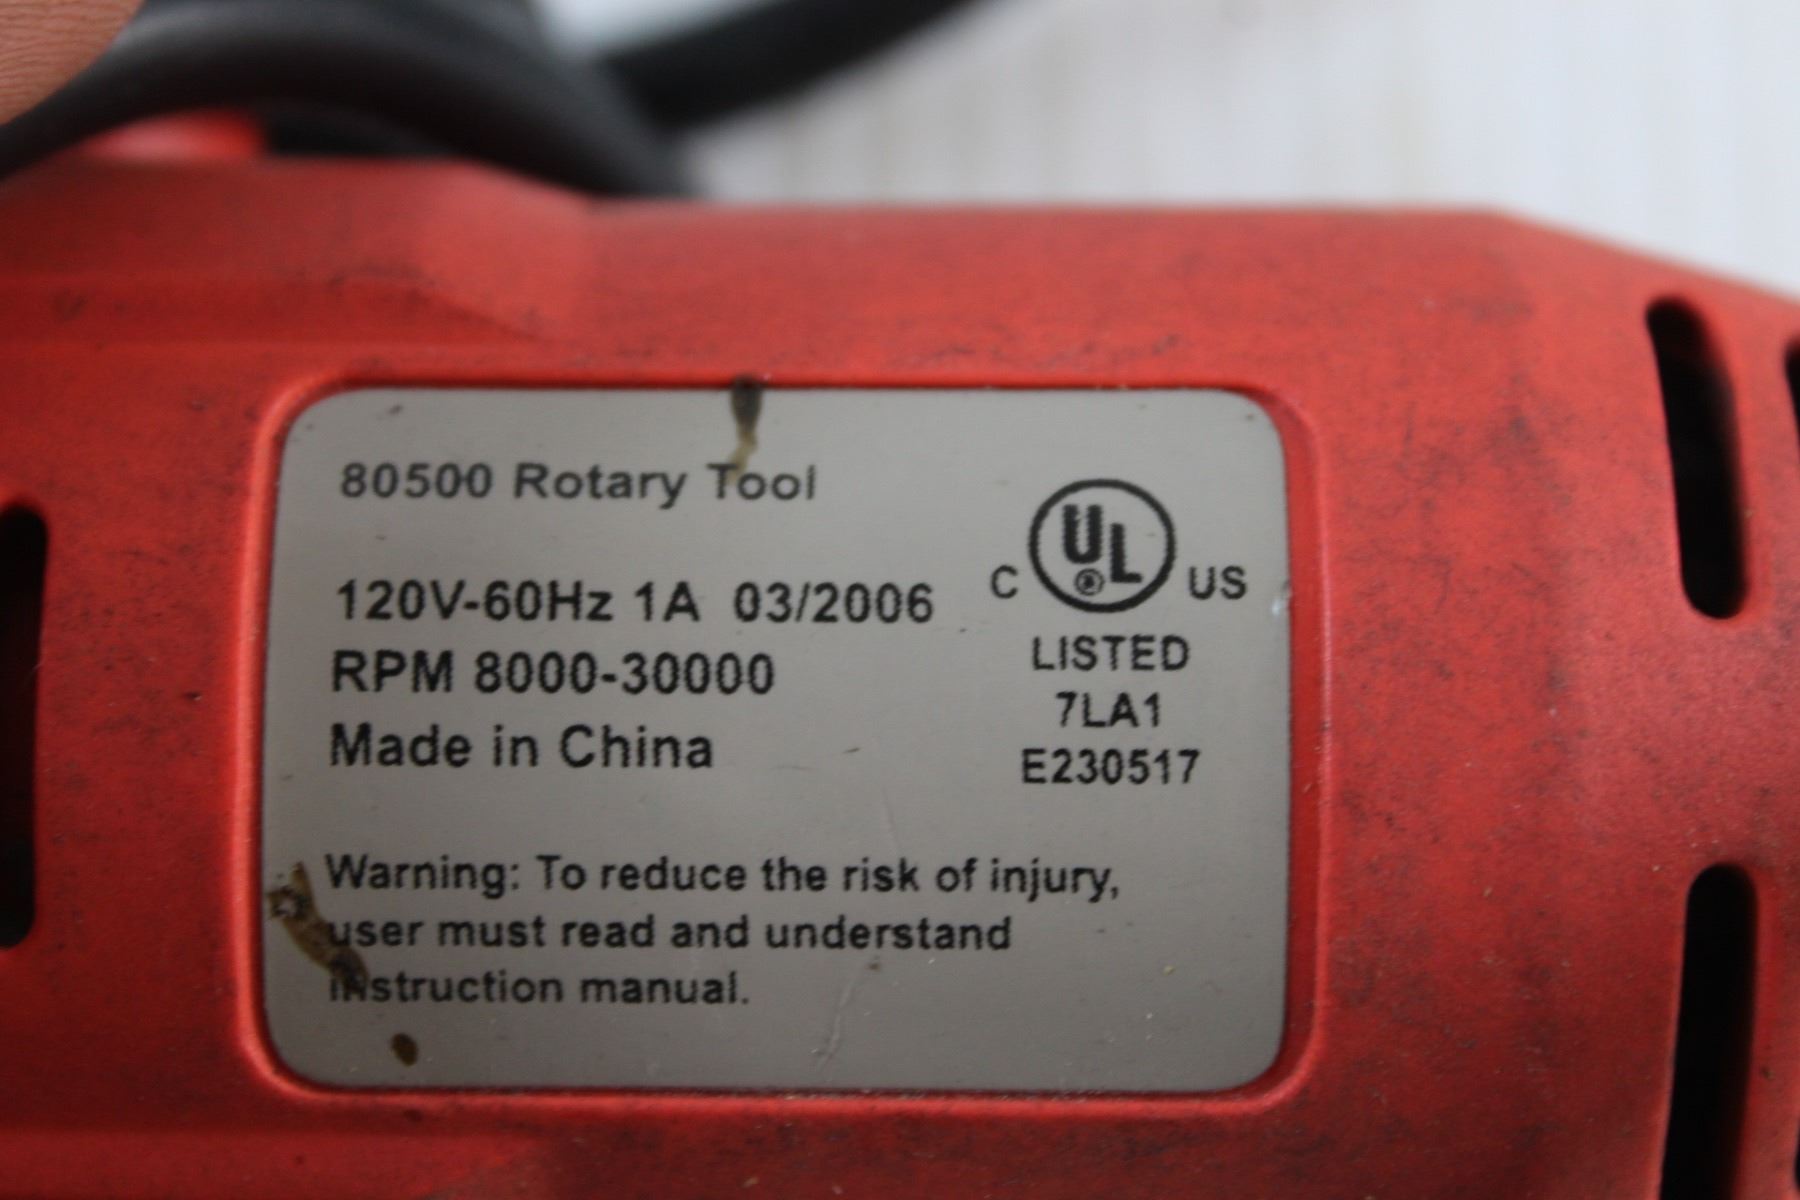 80500 Rotary Tool
120V-60Hz 1A 03/2006
RPM 8000-30000
Made in China
C UL ® US
LISTED
7LA1
E230517
Warning: To reduce the risk of injury,
user must read and understand
instruction manual.